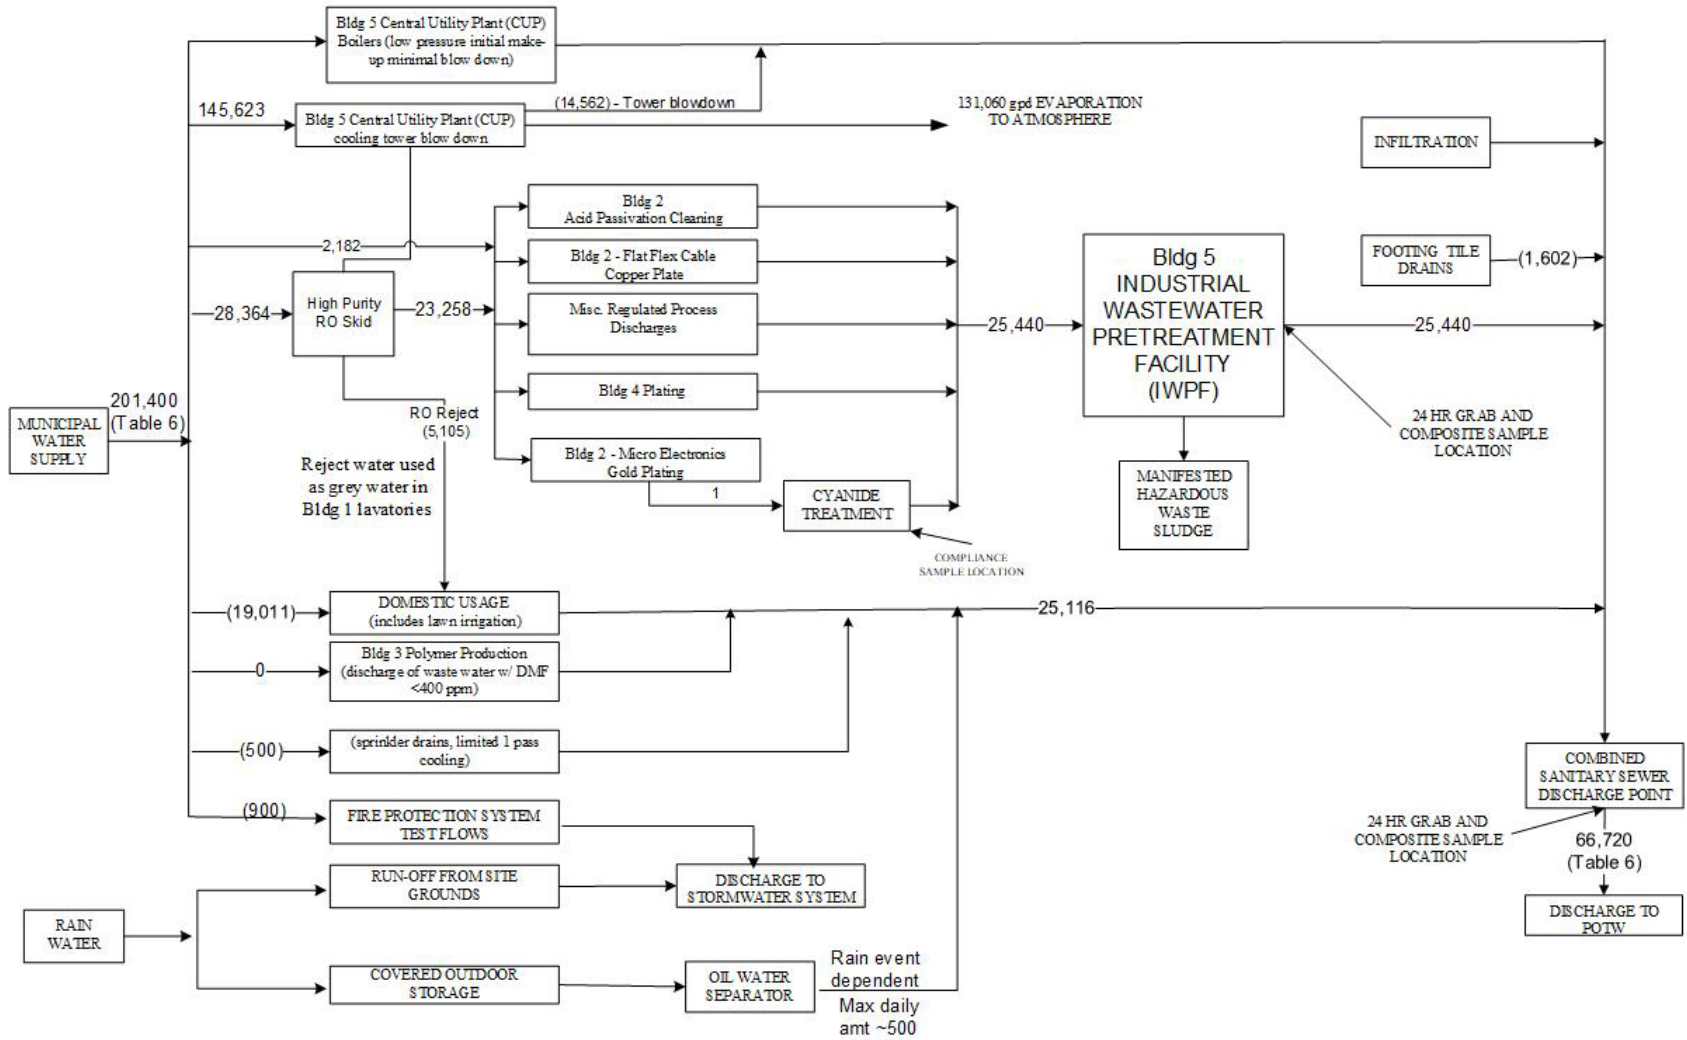 Bldg 5 Central Utility Plant (CUP)
Boilers (low pressure initial make-
up minimal blow down)
145,623
Bldg 5 Central Utility Plant (CUP)
cooling tower blow down
(14,562) - Tower blowdown
131,060 gpd EVAPORATION
TO ATMOSPHERE
INFILTRATION
Bldg 2
Acid Passivation Cleaning
2,182
Bldg 2 - Flat Flex Cable
Copper Plate
Bldg 5
INDUSTRIAL
WASTEWATER
PRETREATMENT
FACILITY
(IWPF)
FOOTING TILE
DRAINS
(1,602)
28,364
High Purity
RO Skid
23,258
Misc. Regulated Process
Discharges
25,440
25,440
Bldg 4 Plating
24 HR GRAB AND
COMPOSITE SAMPLE
LOCATION
MUNICIPAL
WATER
SUPPLY
201,400
(Table 6)
RO Reject
(5,105)
Reject water used
as grey water in
Bldg 1 lavatories
Bldg 2 - Micro Electronics
Gold Plating
1
CYANIDE
TREATMENT
MANIFESTED
HAZARDOUS
WASTE
SLUDGE
COMPLIANCE
SAMPLE LOCATION
(19,011)
DOMESTIC USAGE
(includes lawn irrigation)
25,116
0
Bldg 3 Polymer Production
(discharge of waste water w/ DMF
<400 ppm)
(500)
(sprinkler drains, limited 1 pass
cooling)
COMBINED
SANITARY SEWER
DISCHARGE POINT
(900)
FIRE PROTECTION SYSTEM
TEST FLOWS
24 HR GRAB AND
COMPOSITE SAMPLE
LOCATION
66,720
(Table 6)
RUN-OFF FROM SITE
GROUNDS
DISCHARGE TO
STORMWATER SYSTEM
DISCHARGE TO
POTW
RAIN
WATER
COVERED OUTDOOR
STORAGE
OIL WATER
SEPARATOR
Rain event
dependent
Max daily
amt ~500